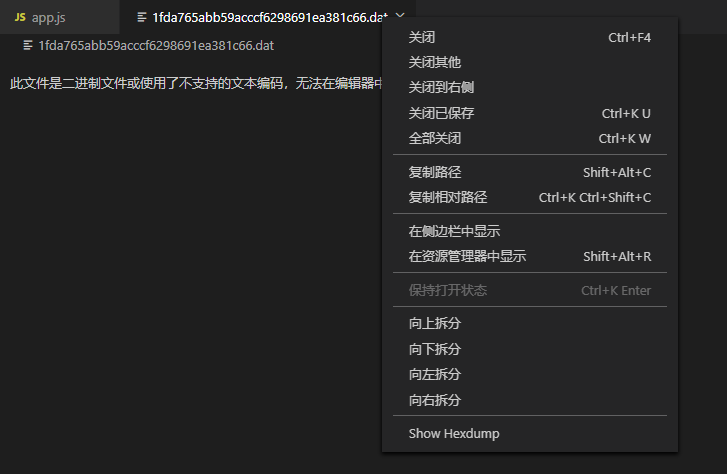 JS app.js
1fda765abb59acccf6298691ea381c66.dat
1fda765abb59acccf6298691ea381c66.dat
此文件是二进制文件或使用了不支持的文本编码，无法在编辑器中
关闭 Ctrl+F4
关闭其他
关闭到右侧
关闭已保存 Ctrl+K U
全部关闭 Ctrl+K W
复制路径 Shift+Alt+C
复制相对路径 Ctrl+K Ctrl+Shift+C
在侧边栏中显示
在资源管理器中显示 Shift+Alt+R
保持打开状态 Ctrl+K Enter
向上拆分
向下拆分
向左拆分
向右拆分
Show Hexdump